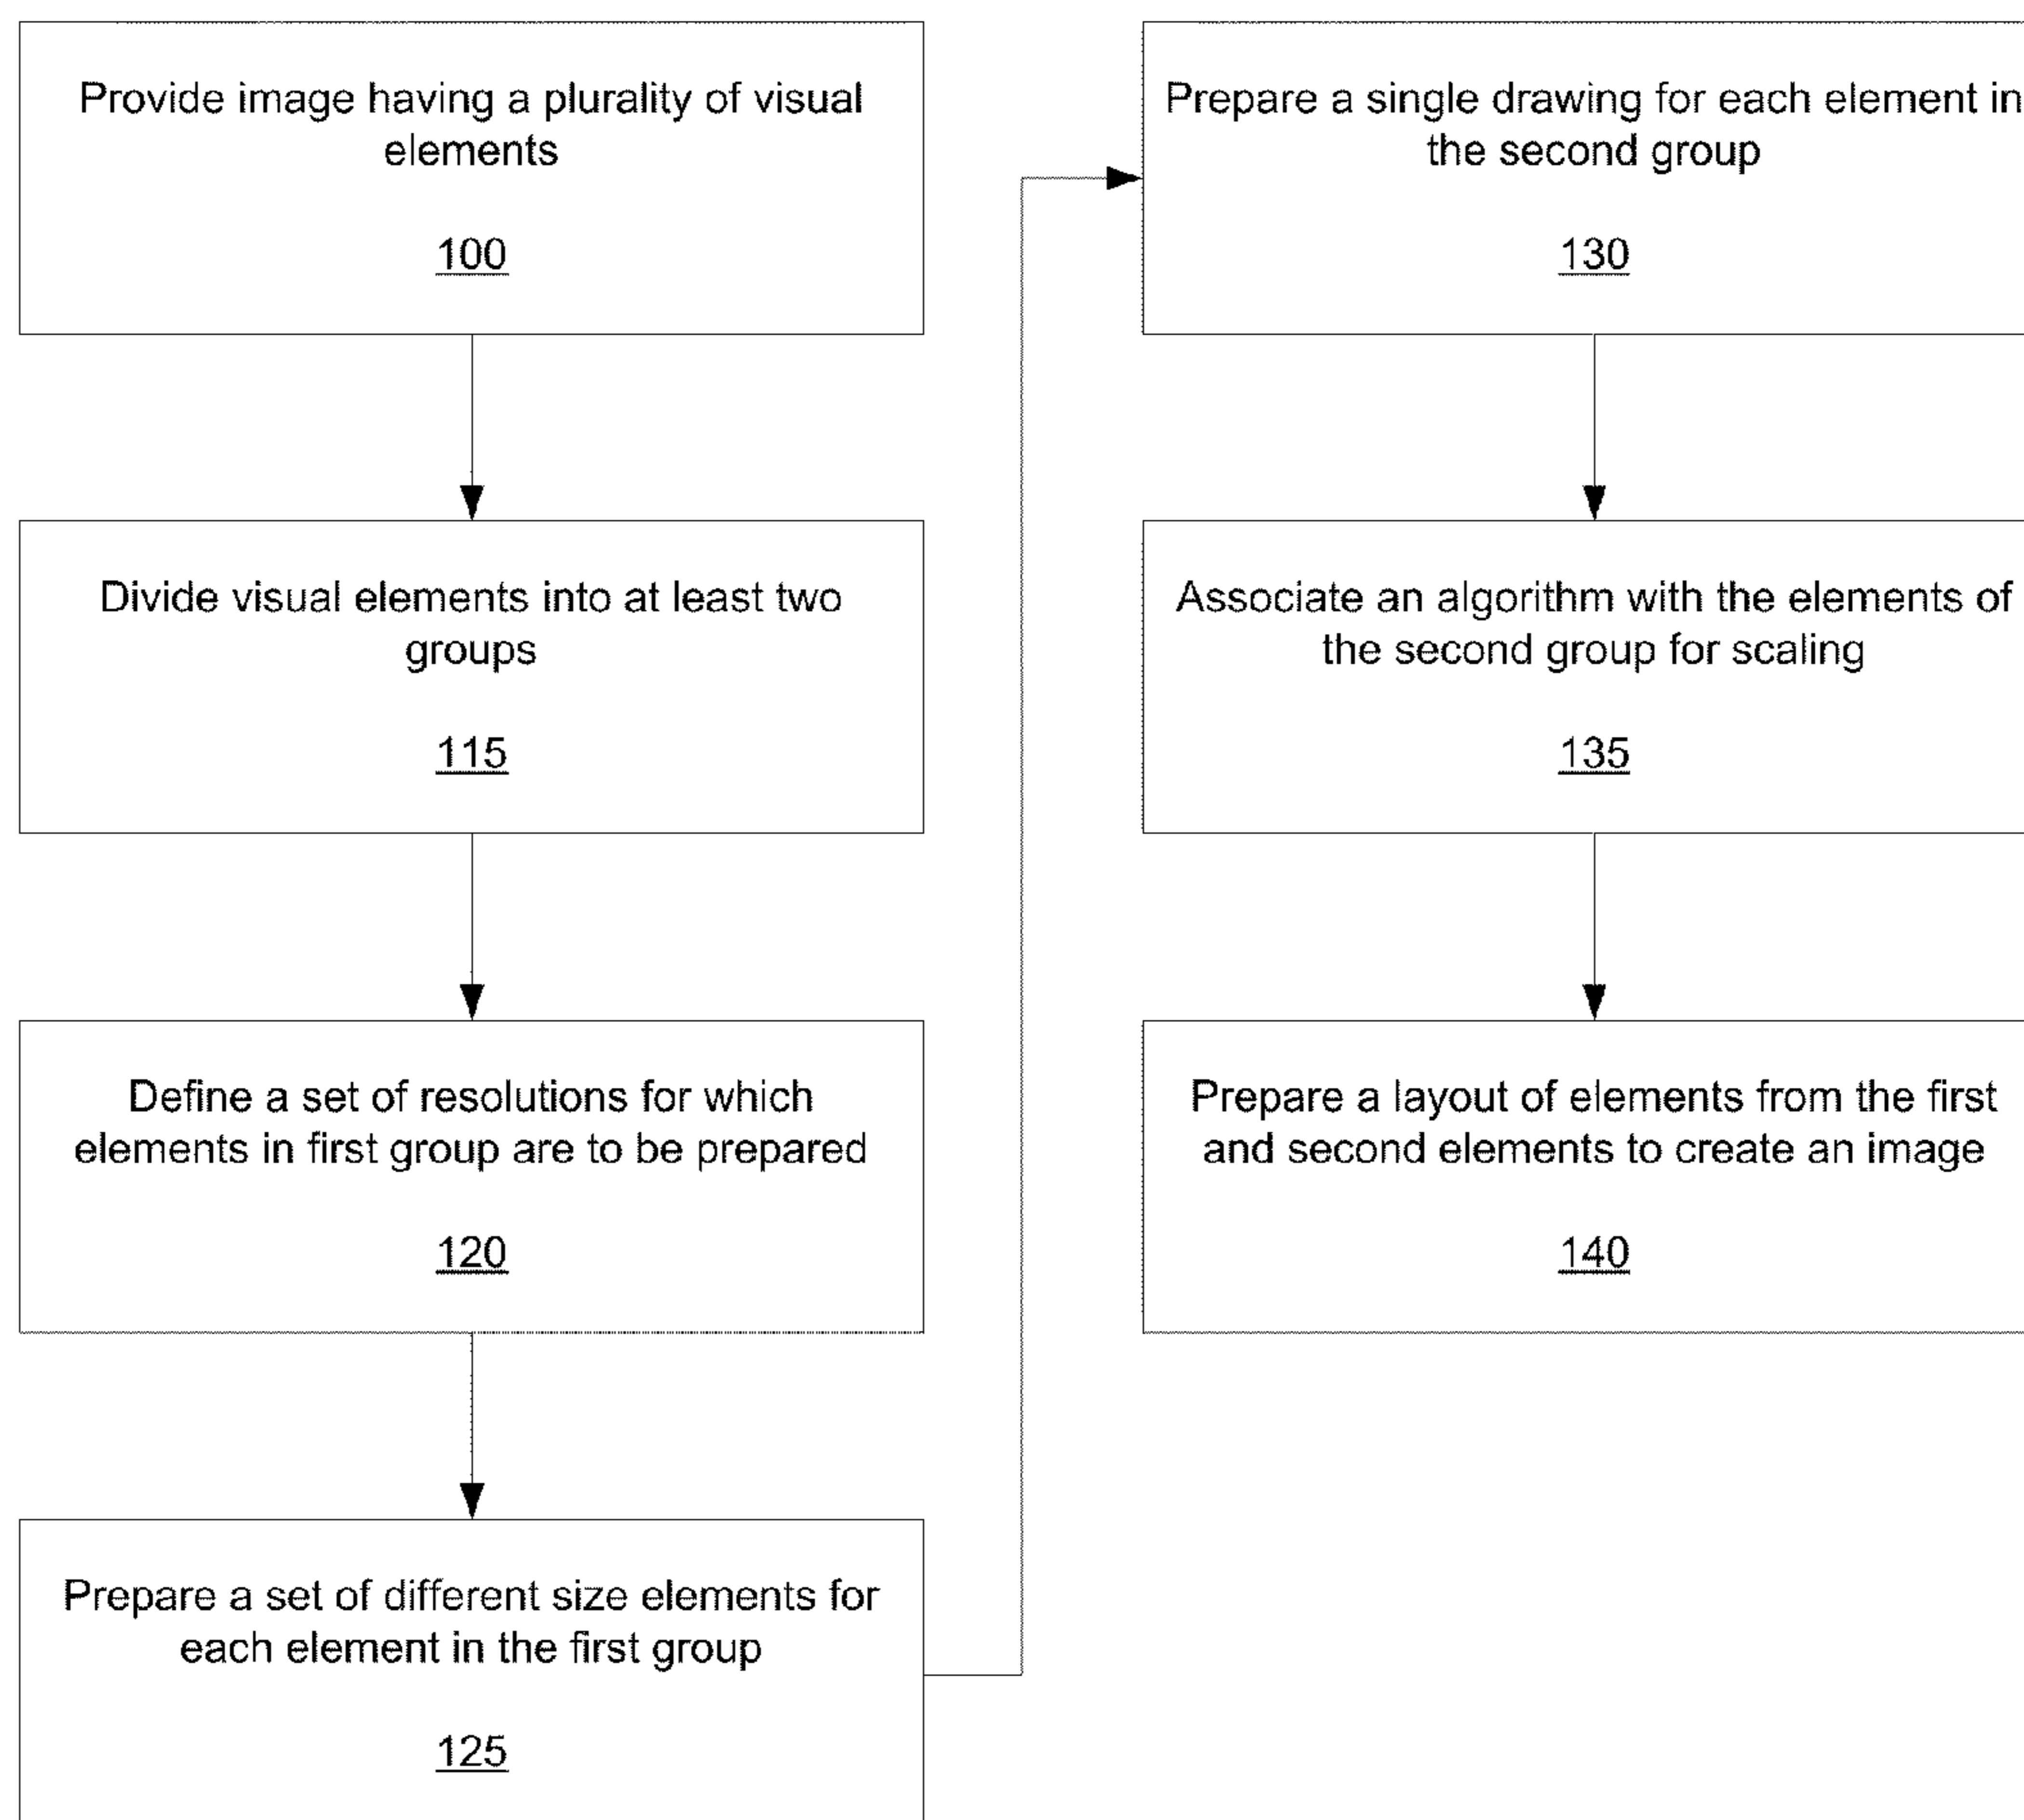 Provide image having a plurality of visual
elements
100
Divide visual elements into at least two
groups
115
Define a set of resolutions for which
elements in first group are to be prepared
120
Prepare a set of different size elements for
each element in the first group
125
Prepare a single drawing for each element in
the second group
130
Associate an algorithm with the elements of
the second group for scaling
135
Prepare a layout of elements from the first
and second elements to create an image
140